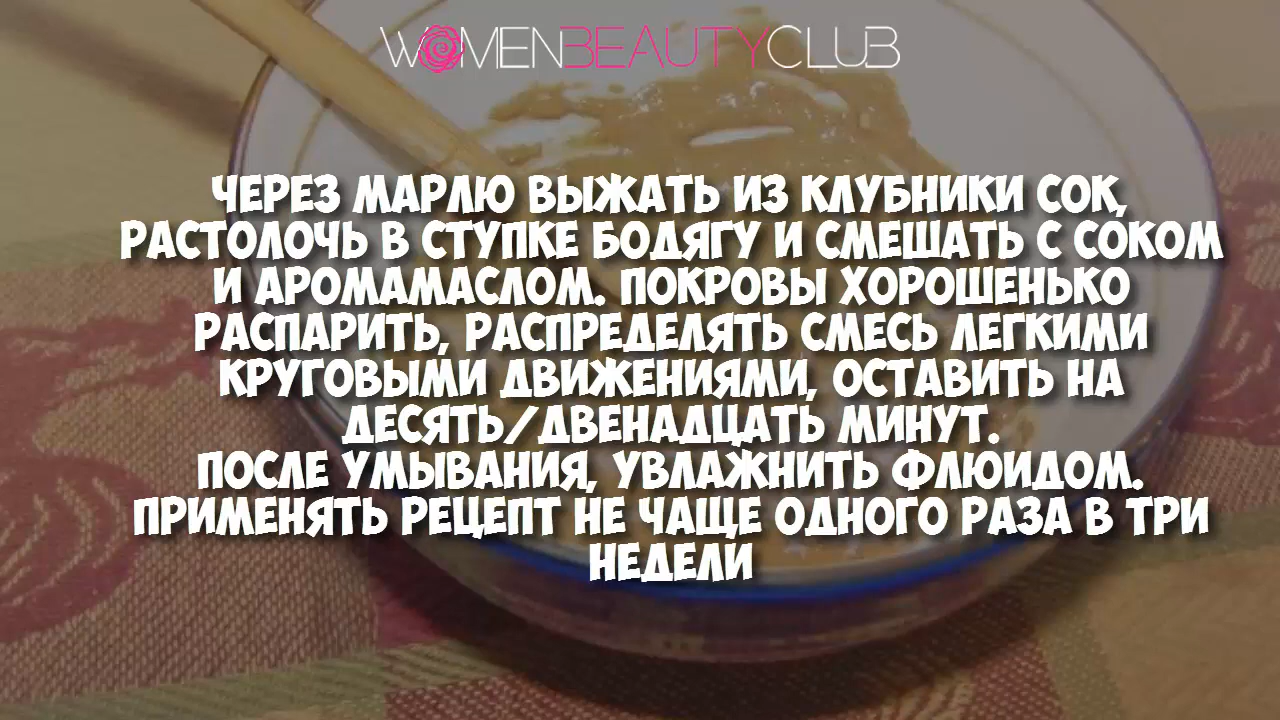 WOMENBEAUTYCLUB
ЧЕРЕЗ МАРЛЮ ВЫЖАТЬ ИЗ КЛУБНИКИ СОК,
РАСТОЛОЧЬ В СТУПКЕ БОДЯГУ И СМЕШАТЬ С СОКОМ
И АРОМАМАСЛОМ. ПОКРОВЫ ХОРОШЕНЬКО
РАСПАРИТЬ, РАСПРЕДЕЛЯТЬ СМЕСЬ ЛЕГКИМИ
КРУГОВЫМИ ДВИЖЕНИЯМИ, ОСТАВИТЬ НА
ДЕСЯТЬ/ДВЕНАДЦАТЬ МИНУТ.
ПОСЛЕ УМЫВАНИЯ, УВЛАЖНИТЬ ФЛЮИДОМ.
ПРИМЕНЯТЬ РЕЦЕПТ НЕ ЧАЩЕ ОДНОГО РАЗА В ТРИ
НЕДЕЛИ